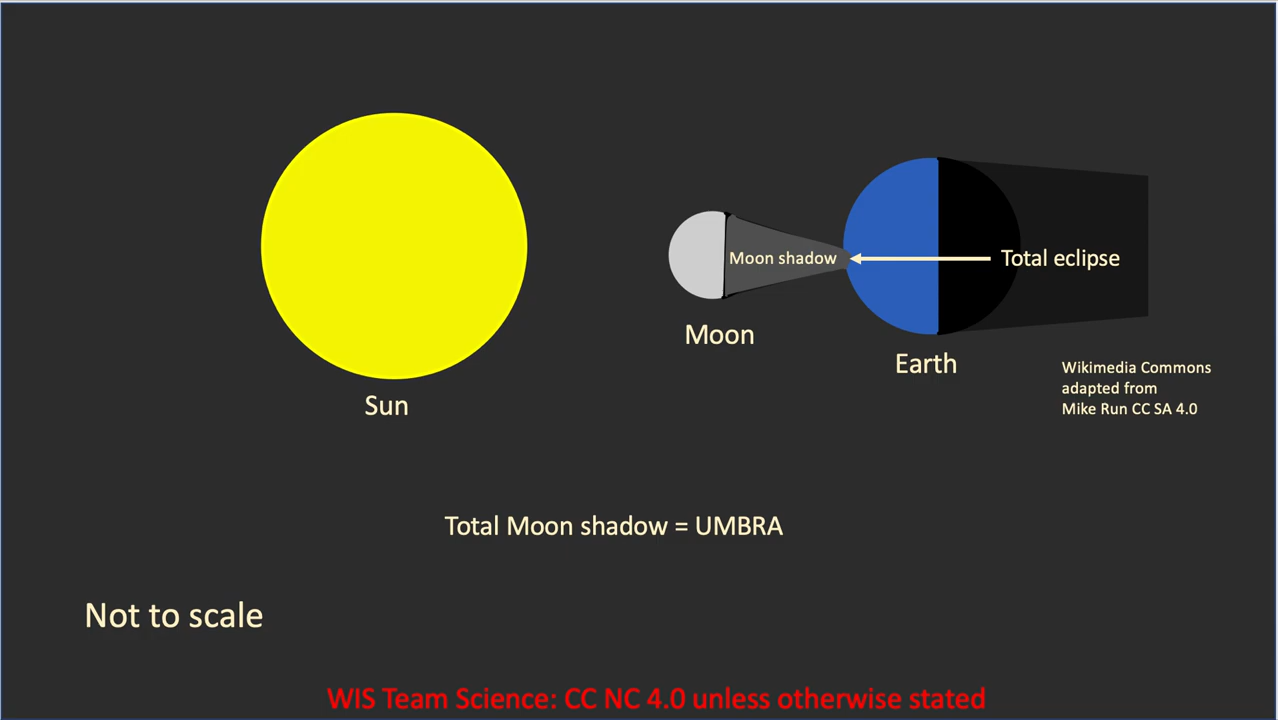 Moon shadow
Total eclipse
Moon
Earth
Sun
Wikimedia Commons
adapted from
Mike Run CC SA 4.0
Total Moon shadow = UMBRA
Not to scale
WIS Team Science: CC NC 4.0 unless otherwise stated